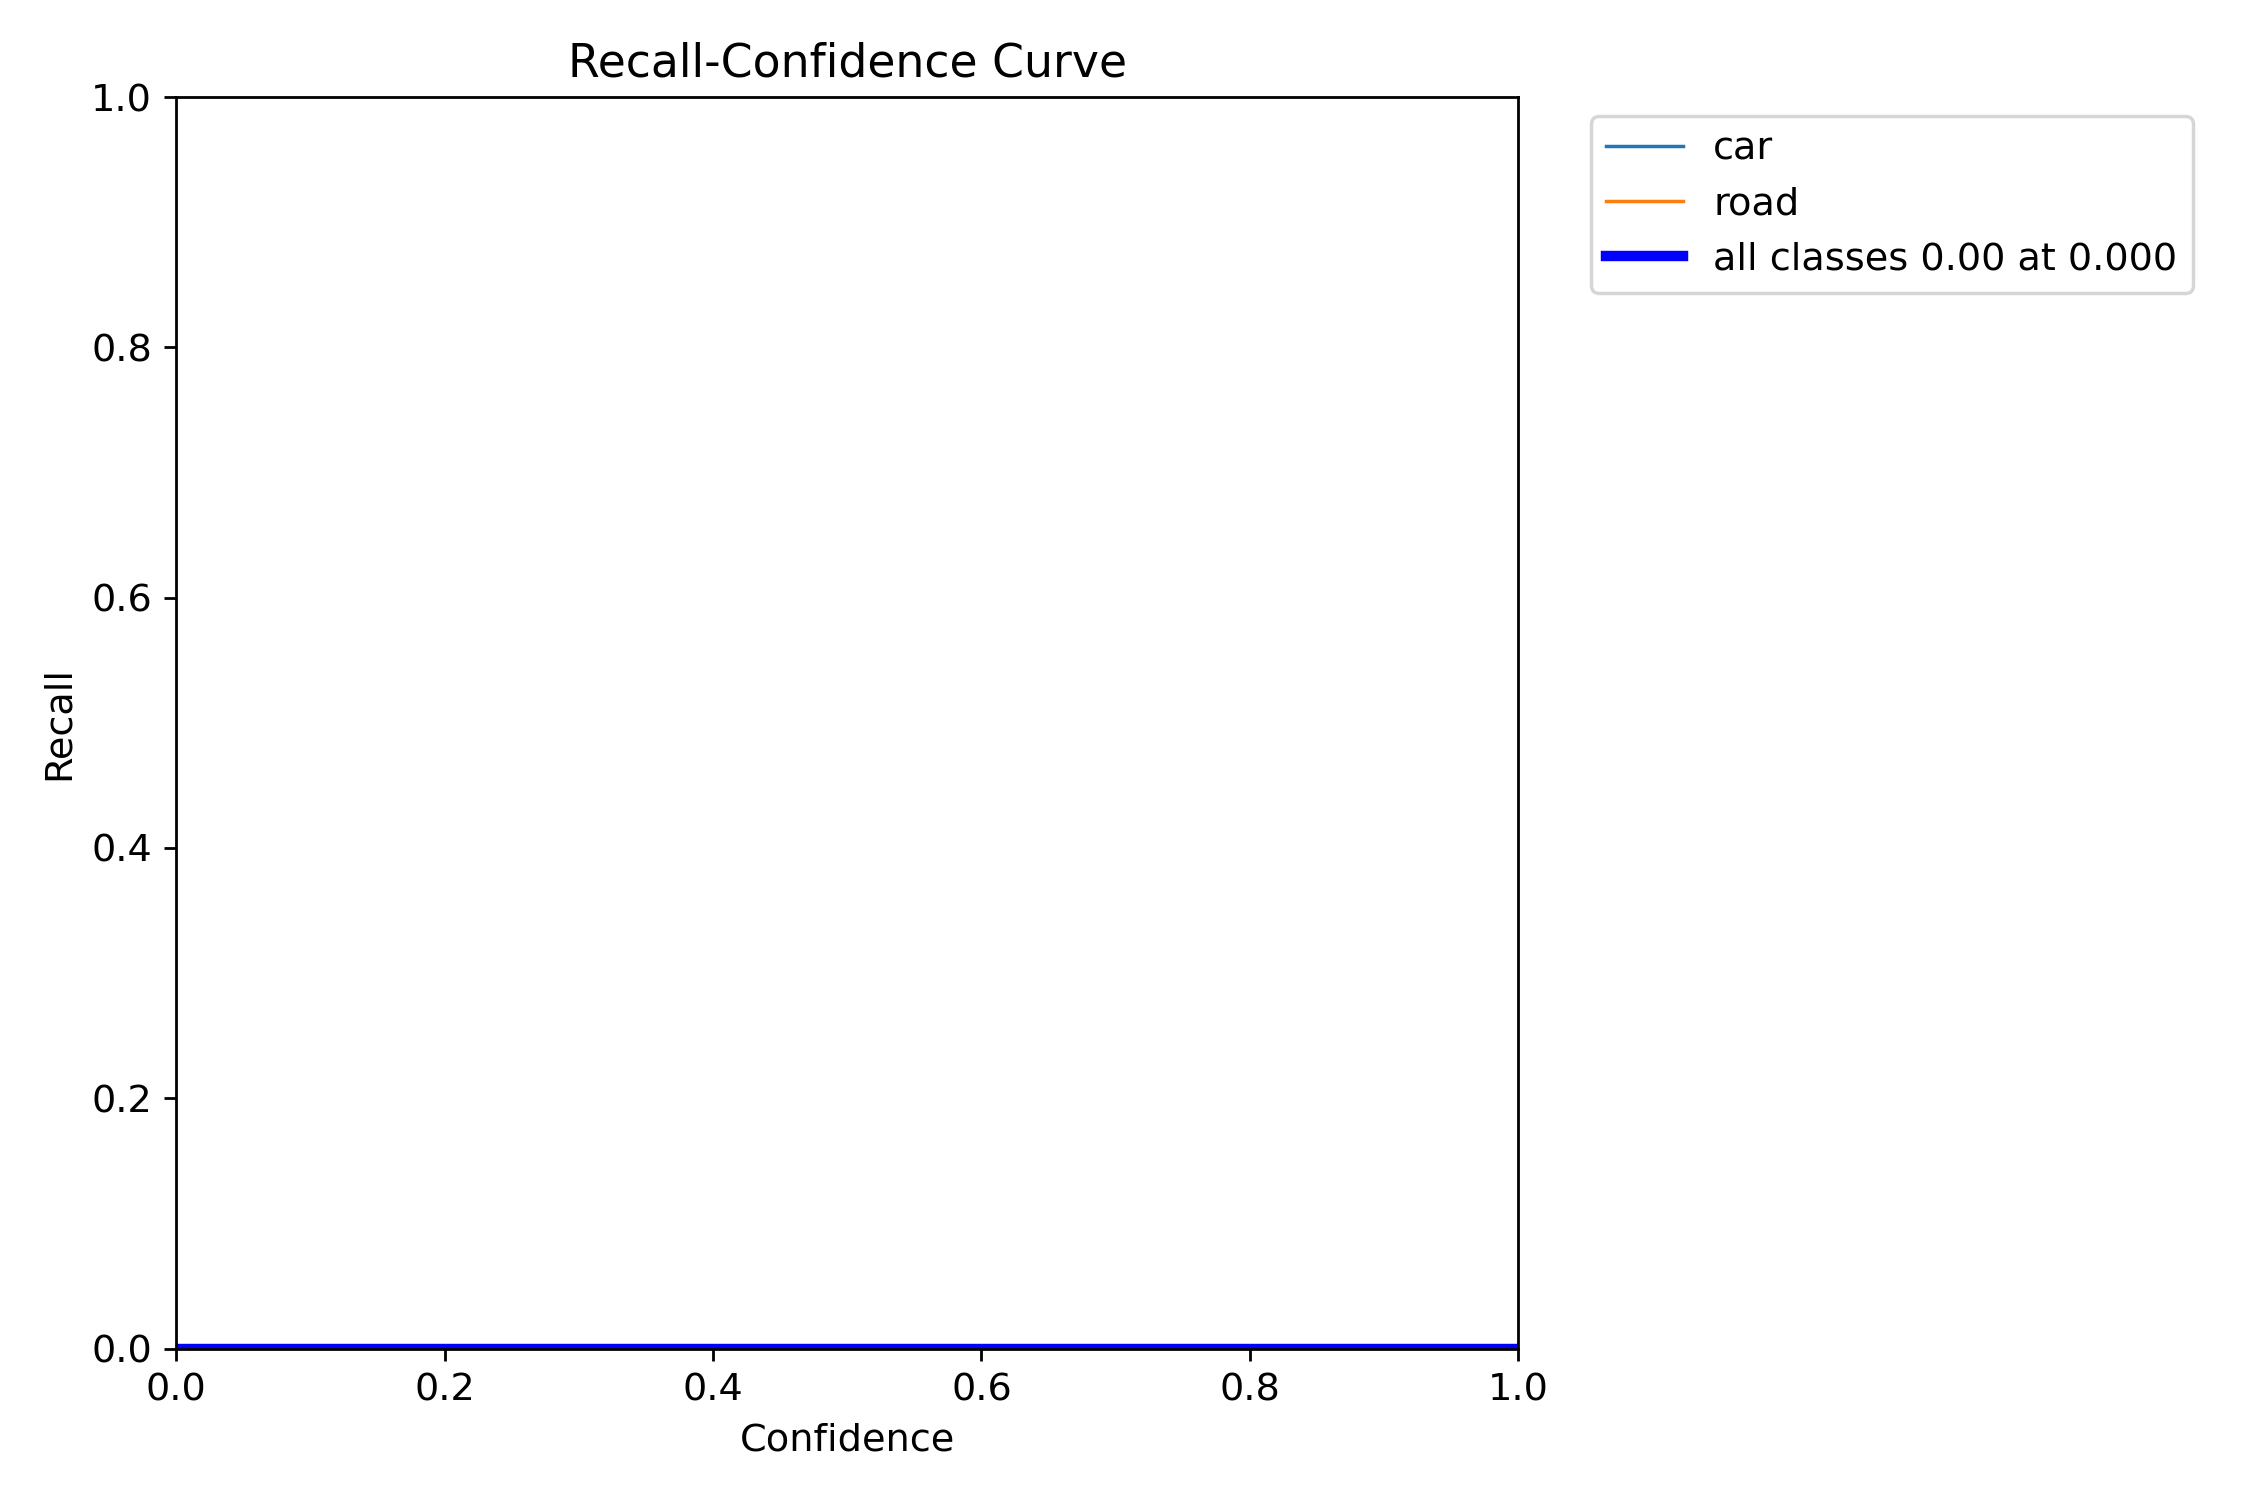 Recall-Confidence Curve
1.0
0.8
0.6
0.4
0.2
0.0
Recall
0.0 0.2 0.4 0.6 0.8 1.0
Confidence
car
road
all classes 0.00 at 0.000